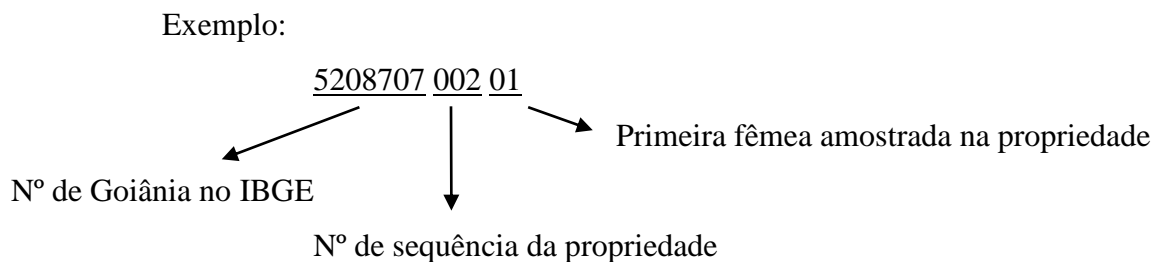 Exemplo:
5208707 002 01
Primeira fêmea amostrada na propriedade
Nº de Goiânia no IBGE
Nº de sequência da propriedade